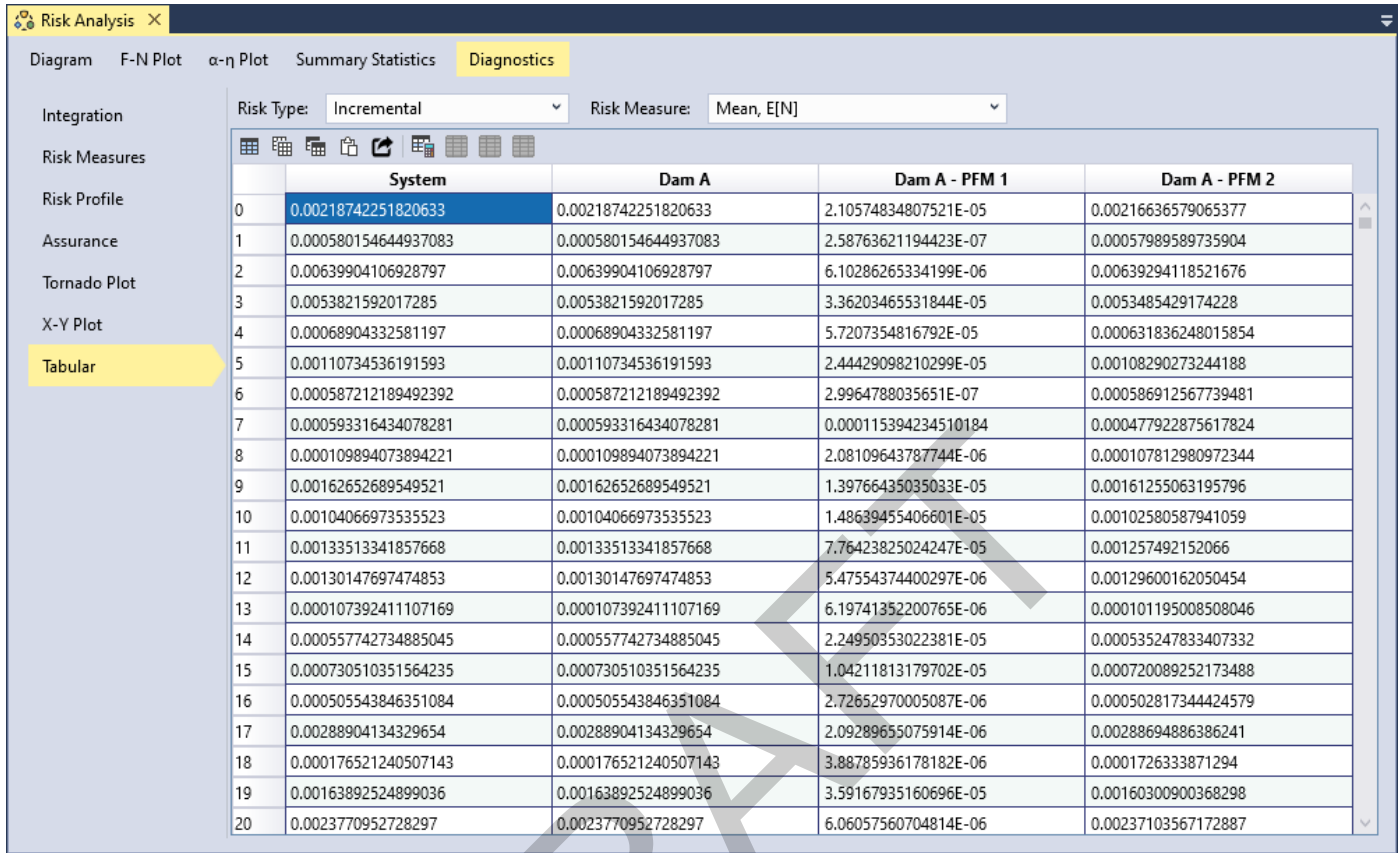 Risk Analysis
Diagram F-N Plot α-η Plot Summary Statistics Diagnostics
Integration
Risk Measures
Risk Profile
Assurance
Tornado Plot
X-Y Plot
Tabular
Risk Type: Incremental Risk Measure: Mean, E[N]
System Dam A Dam A - PFM 1 Dam A - PFM 2
0 0.00218742251820633 0.00218742251820633 2.10574834807521E-05 0.00216636579065377
1 0.000580154644937083 0.000580154644937083 2.58763621194423E-07 0.00057989589735904
2 0.00639904106928797 0.00639904106928797 6.10286265334199E-06 0.00639294118521676
3 0.0053821592017285 0.0053821592017285 3.36203465531844E-05 0.0053485429174228
4 0.00068904332581197 0.00068904332581197 5.7207354816792E-05 0.000631836248015854
5 0.00110734536191593 0.00110734536191593 2.44429098210299E-05 0.00108290273244188
6 0.000587212189492392 0.000587212189492392 2.9964788035651E-07 0.000586912567739481
7 0.000593316434078281 0.000593316434078281 0.000115394234510184 0.000477922875617824
8 0.000109894073894221 0.000109894073894221 2.08109643787744E-06 0.000107812980972344
9 0.00162652689549521 0.00162652689549521 1.39766435035033E-05 0.00161255063195796
10 0.00104066973535523 0.00104066973535523 1.48639455406601E-05 0.00102580587941059
11 0.00133513341857668 0.00133513341857668 7.76423825024247E-05 0.001257492152066
12 0.00130147697474853 0.00130147697474853 5.47554374400297E-06 0.00129600162050454
13 0.000107392411107169 0.000107392411107169 6.19741352200765E-06 0.000101195008508046
14 0.000557742734885045 0.000557742734885045 2.24950353022381E-05 0.000535247833407332
15 0.000730510351564235 0.000730510351564235 1.04211813179702E-05 0.000720089252173488
16 0.000505543846351084 0.000505543846351084 2.72652970005087E-06 0.000502817344424579
17 0.00288904134329654 0.00288904134329654 2.09289655075914E-06 0.00288694886386241
18 0.000176521240507143 0.000176521240507143 3.88785936178182E-06 0.0001726333871294
19 0.00163892524899036 0.00163892524899036 3.59167935160696E-05 0.00160300900368298
20 0.0023770952728297 0.0023770952728297 6.06057560704814E-06 0.00237103567172887